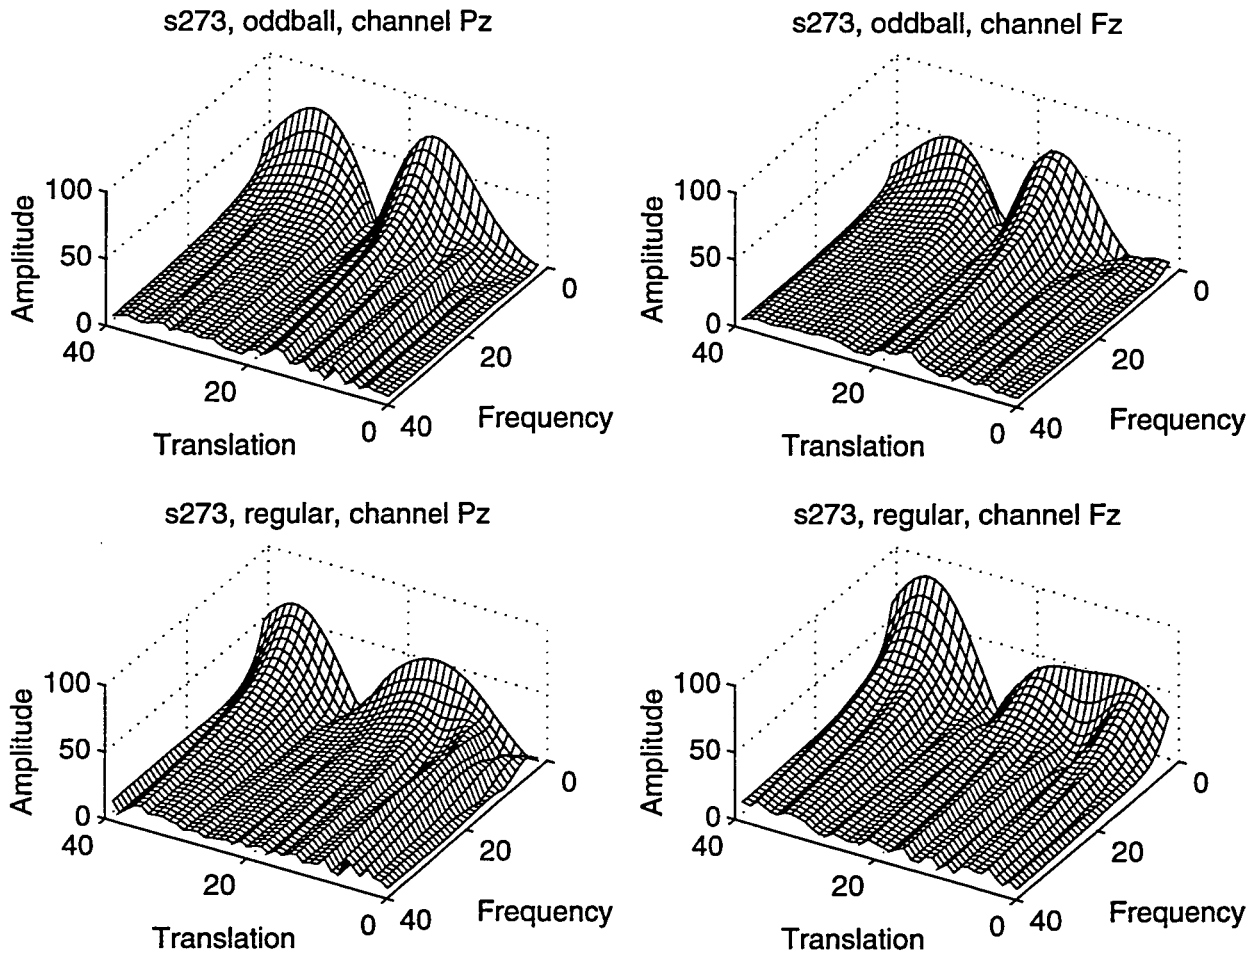 s273, oddball, channel Pz
Amplitude
100
50
0
40
20
0
Translation
40
20
0
Frequency
s273, oddball, channel Fz
Amplitude
100
50
0
40
20
0
Translation
40
20
0
Frequency
s273, regular, channel Pz
Amplitude
100
50
0
40
20
0
Translation
40
20
0
Frequency
s273, regular, channel Fz
Amplitude
100
50
0
40
20
0
Translation
40
20
0
Frequency